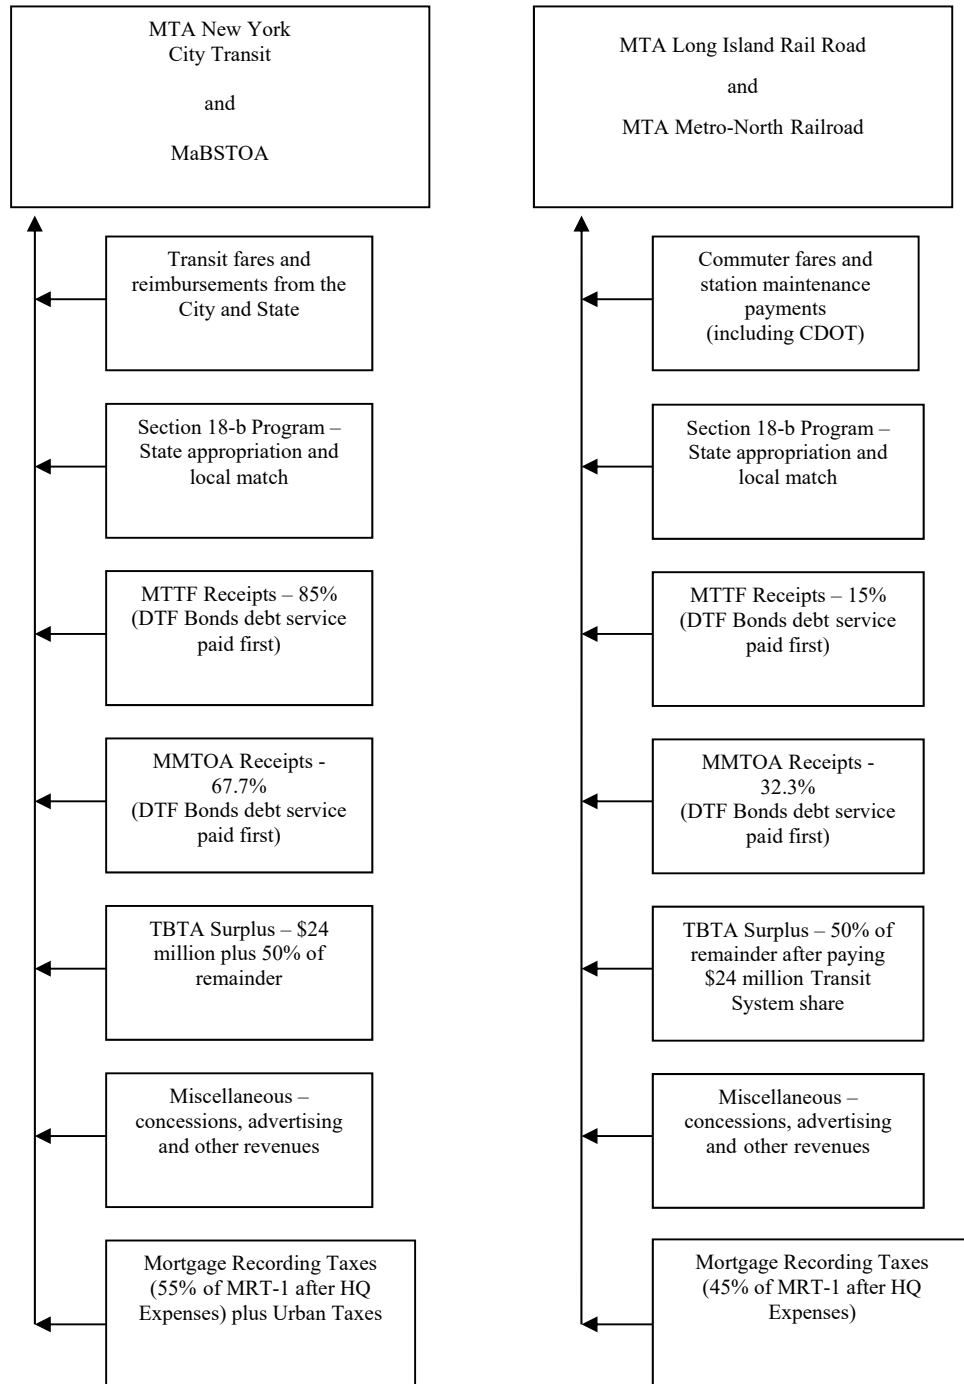 MTA New York
City Transit
and
MaBSTOA
Transit fares and
reimbursements from the
City and State
Section 18-b Program –
State appropriation and
local match
MTTF Receipts – 85%
(DTF Bonds debt service
paid first)
MMTOA Receipts -
67.7%
(DTF Bonds debt service
paid first)
TBTA Surplus – $24
million plus 50% of
remainder
Miscellaneous –
concessions, advertising
and other revenues
Mortgage Recording Taxes
(55% of MRT-1 after HQ
Expenses) plus Urban Taxes
MTA Long Island Rail Road
and
MTA Metro-North Railroad
Commuter fares and
station maintenance
payments
(including CDOT)
Section 18-b Program –
State appropriation and
local match
MTTF Receipts – 15%
(DTF Bonds debt service
paid first)
MMTOA Receipts -
32.3%
(DTF Bonds debt service
paid first)
TBTA Surplus – 50% of
remainder after paying
$24 million Transit
System share
Miscellaneous –
concessions, advertising
and other revenues
Mortgage Recording Taxes
(45% of MRT-1 after HQ
Expenses)